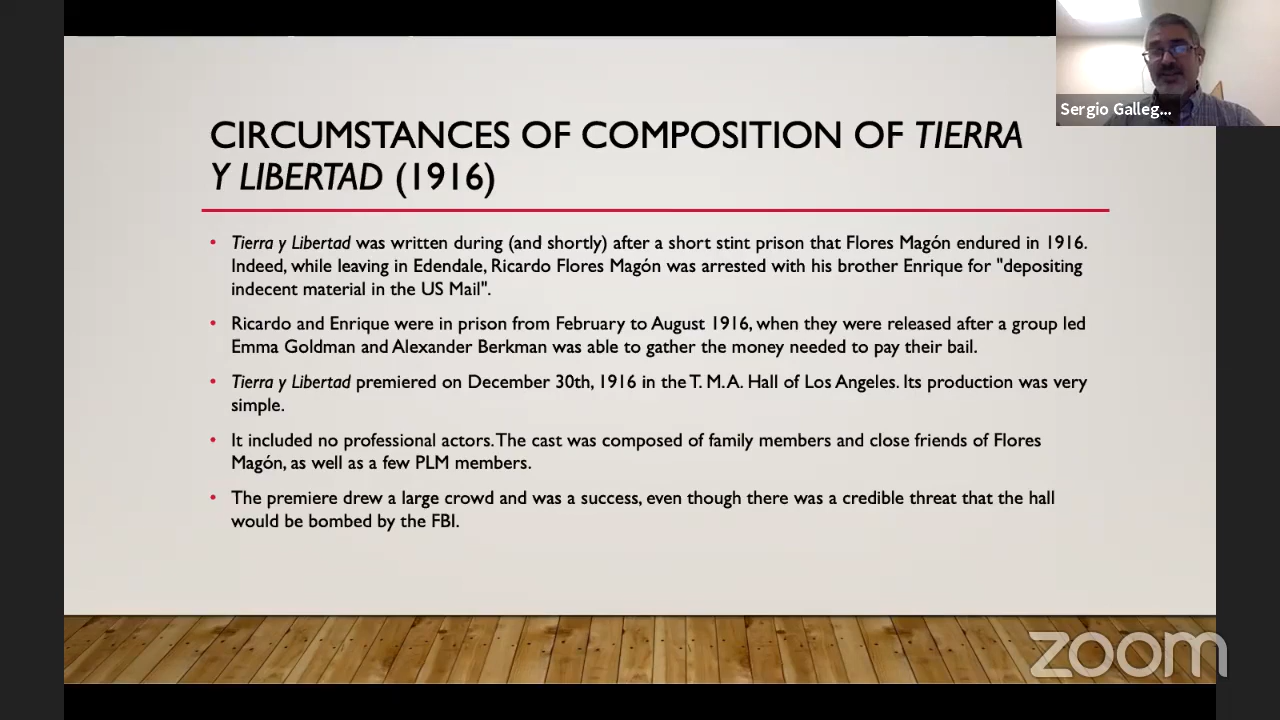 Sergio Galleg...
CIRCUMSTANCES OF COMPOSITION OF TIERRA
Y LIBERTAD (1916)
• Tierra y Libertad was written during (and shortly) after a short stint prison that Flores Magón endured in 1916.
Indeed, while leaving in Edendale, Ricardo Flores Magón was arrested with his brother Enrique for "depositing
indecent material in the US Mail".
• Ricardo and Enrique were in prison from February to August 1916, when they were released after a group led
Emma Goldman and Alexander Berkman was able to gather the money needed to pay their bail.
• Tierra y Libertad premiered on December 30th, 1916 in the T. M. A. Hall of Los Angeles. Its production was very
simple.
• It included no professional actors. The cast was composed of family members and close friends of Flores
Magón, as well as a few PLM members.
• The premiere drew a large crowd and was a success, even though there was a credible threat that the hall
would be bombed by the FBI.
zoom